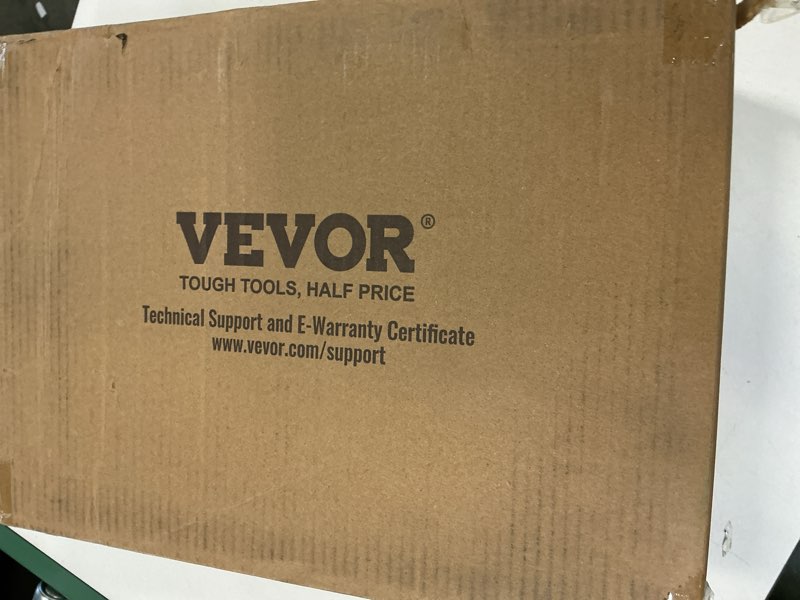 VEVOR®
TOUGH TOOLS, HALF PRICE
Technical Support and E-Warranty Certificate
www.vevor.com/support